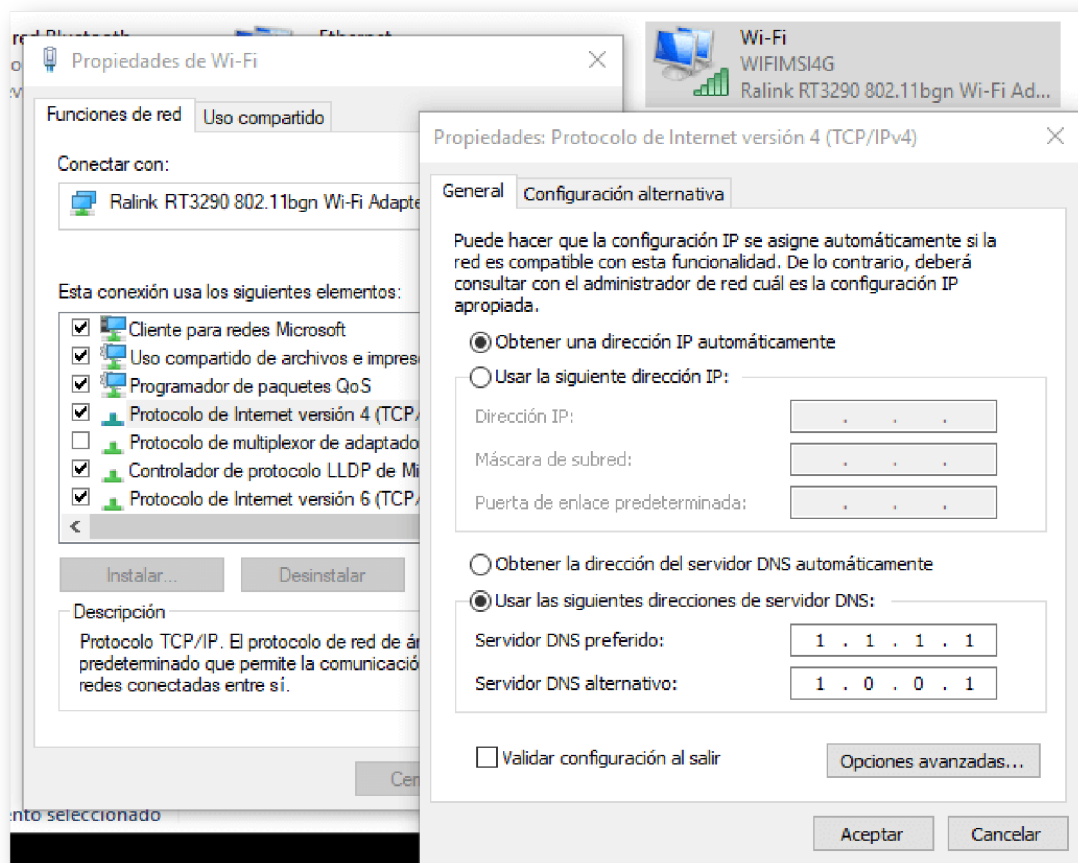 Wi-Fi
WIFIMSI4G
Ralink RT3290 802.11bgn Wi-Fi Ad...
Propiedades de Wi-Fi
Funciones de red
Uso compartido
Conectar con:
Ralink RT3290 802.11bgn Wi-Fi Adapte
Esta conexión usa los siguientes elementos:
Cliente para redes Microsoft
Uso compartido de archivos e impres
Programador de paquetes QoS
Protocolo de Internet versión 4 (TCP/
Protocolo de multiplexor de adaptado
Controlador de protocolo LLDP de Mi
Protocolo de Internet versión 6 (TCP/
Instalar...
Desinstalar
Descripción
Protocolo TCP/IP. El protocolo de red de ár
predeterminado que permite la comunicació
redes conectadas entre sí.
Cer
nto seleccionado
Propiedades: Protocolo de Internet versión 4 (TCP/IPv4)
General
Configuración alternativa
Puede hacer que la configuración IP se asigne automáticamente si la
red es compatible con esta funcionalidad. De lo contrario, deberá
consultar con el administrador de red cuál es la configuración IP
apropiada.
Obtener una dirección IP automáticamente
Usar la siguiente dirección IP:
Dirección IP:
. . .
Máscara de subred:
. . .
Puerta de enlace predeterminada:
. . .
Obtener la dirección del servidor DNS automáticamente
Usar las siguientes direcciones de servidor DNS:
Servidor DNS preferido:
1 . 1 . 1 . 1
Servidor DNS alternativo:
1 . 0 . 0 . 1
Validar configuración al salir
Opciones avanzadas...
Aceptar
Cancelar